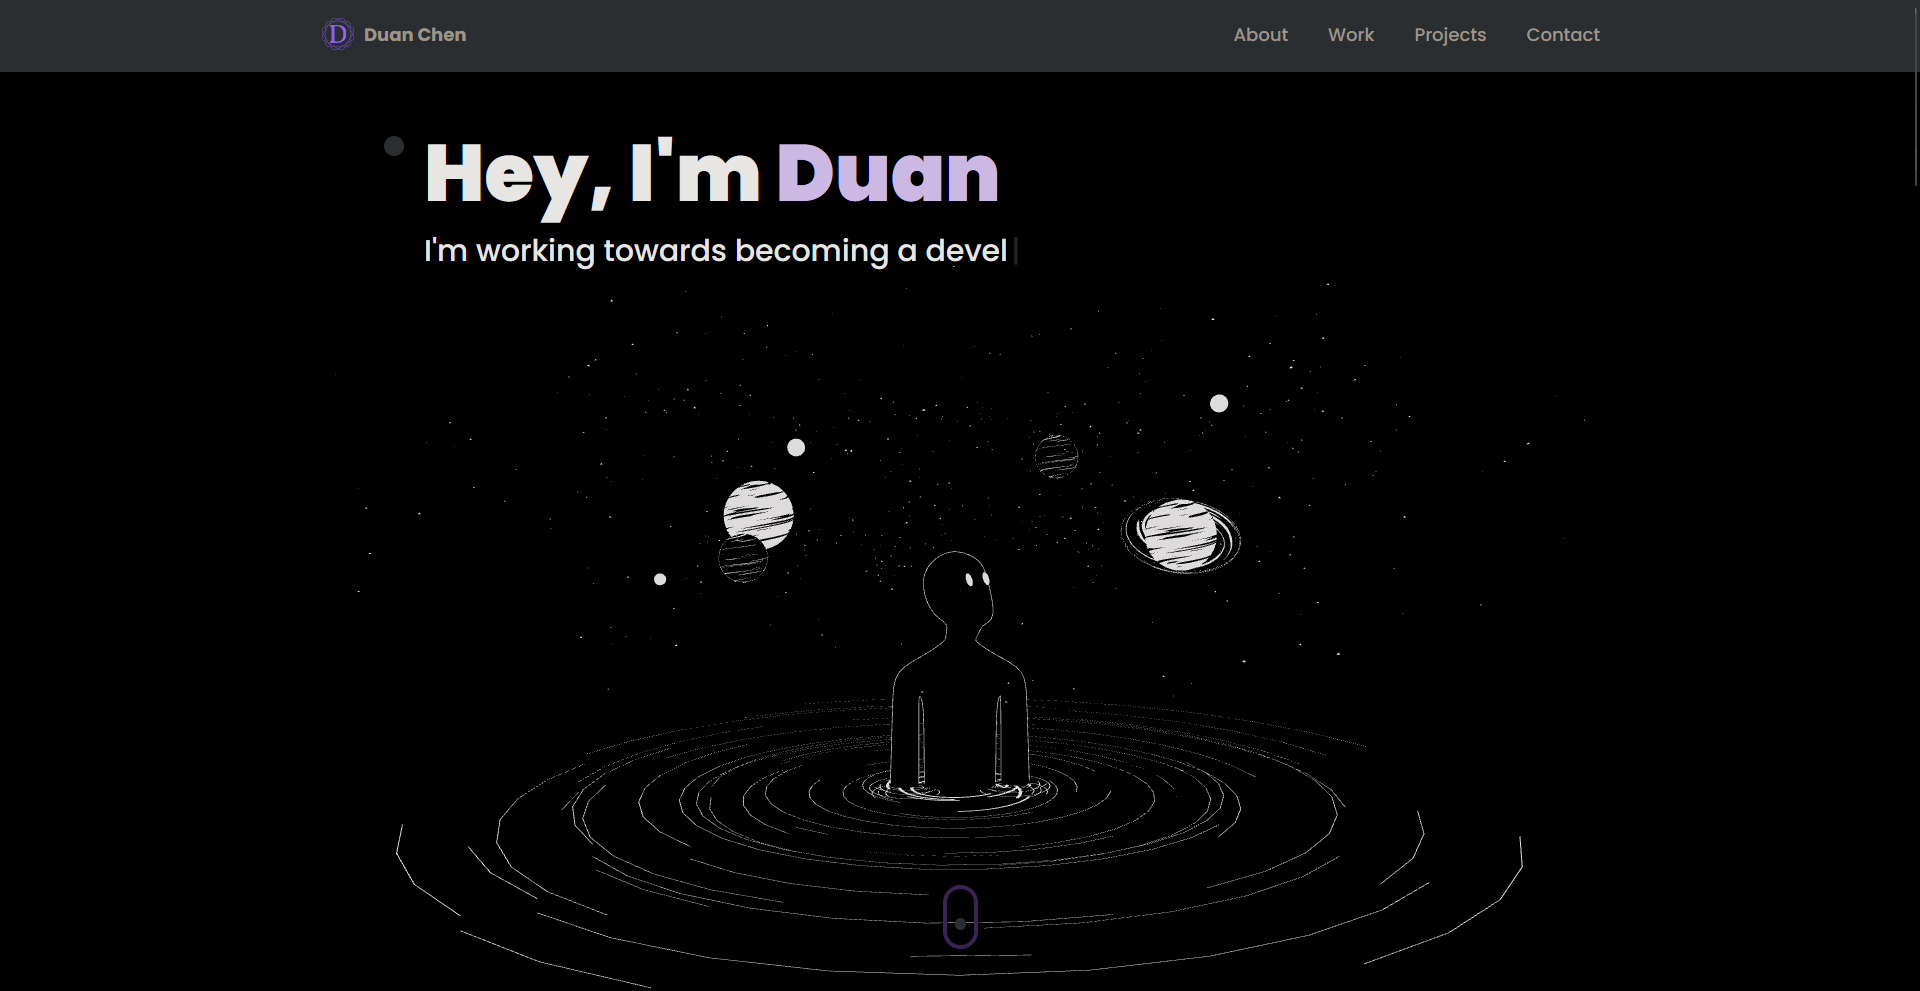 D Duan Chen
About Work Projects Contact
Hey, I'm Duan
I'm working towards becoming a devel